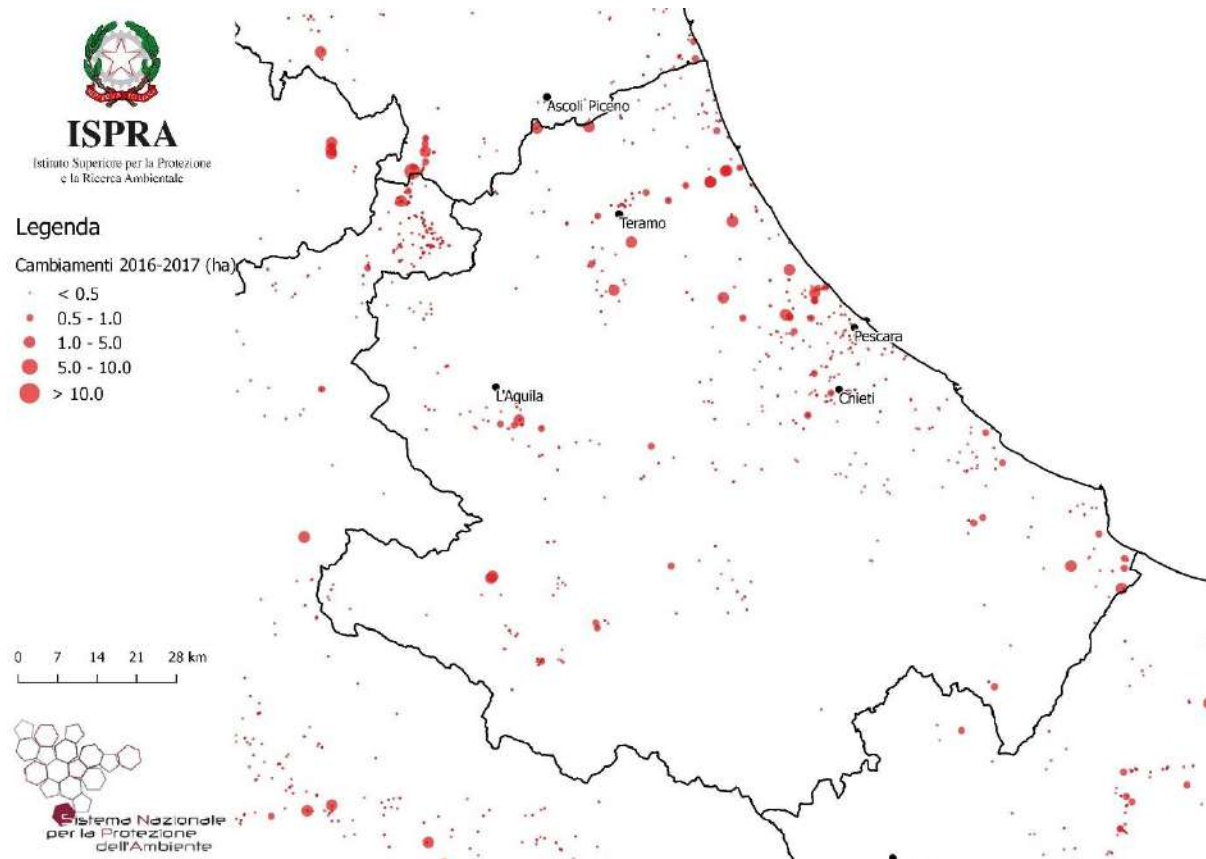 ISPRA
Istituto Superiore per la Protezione
e la Ricerca Ambientale
Legenda
Cambiamenti 2016-2017 (ha)
< 0.5
0.5 - 1.0
1.0 - 5.0
5.0 - 10.0
> 10.0
Ascoli Piceno
Teramo
Pescara
L'Aquila
Chieti
0 7 14 21 28 km
Sistema Nazionale
per la Protezione
dell'Ambiente